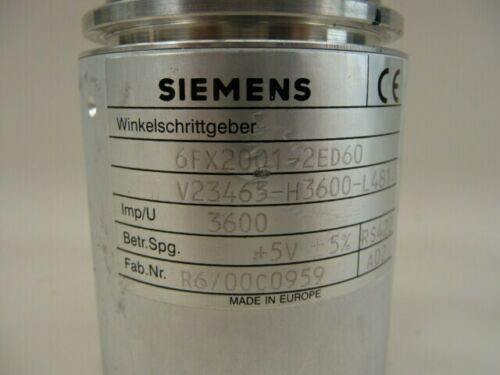 SIEMENS CE
Winkelschrittgeber
6FX2001-2ED60
V23465-H3600-L481
Imp/U 3600
Betr.Spg. +5V ±5% RS422
Fab.Nr. R6/00C0959 A02
MADE IN EUROPE